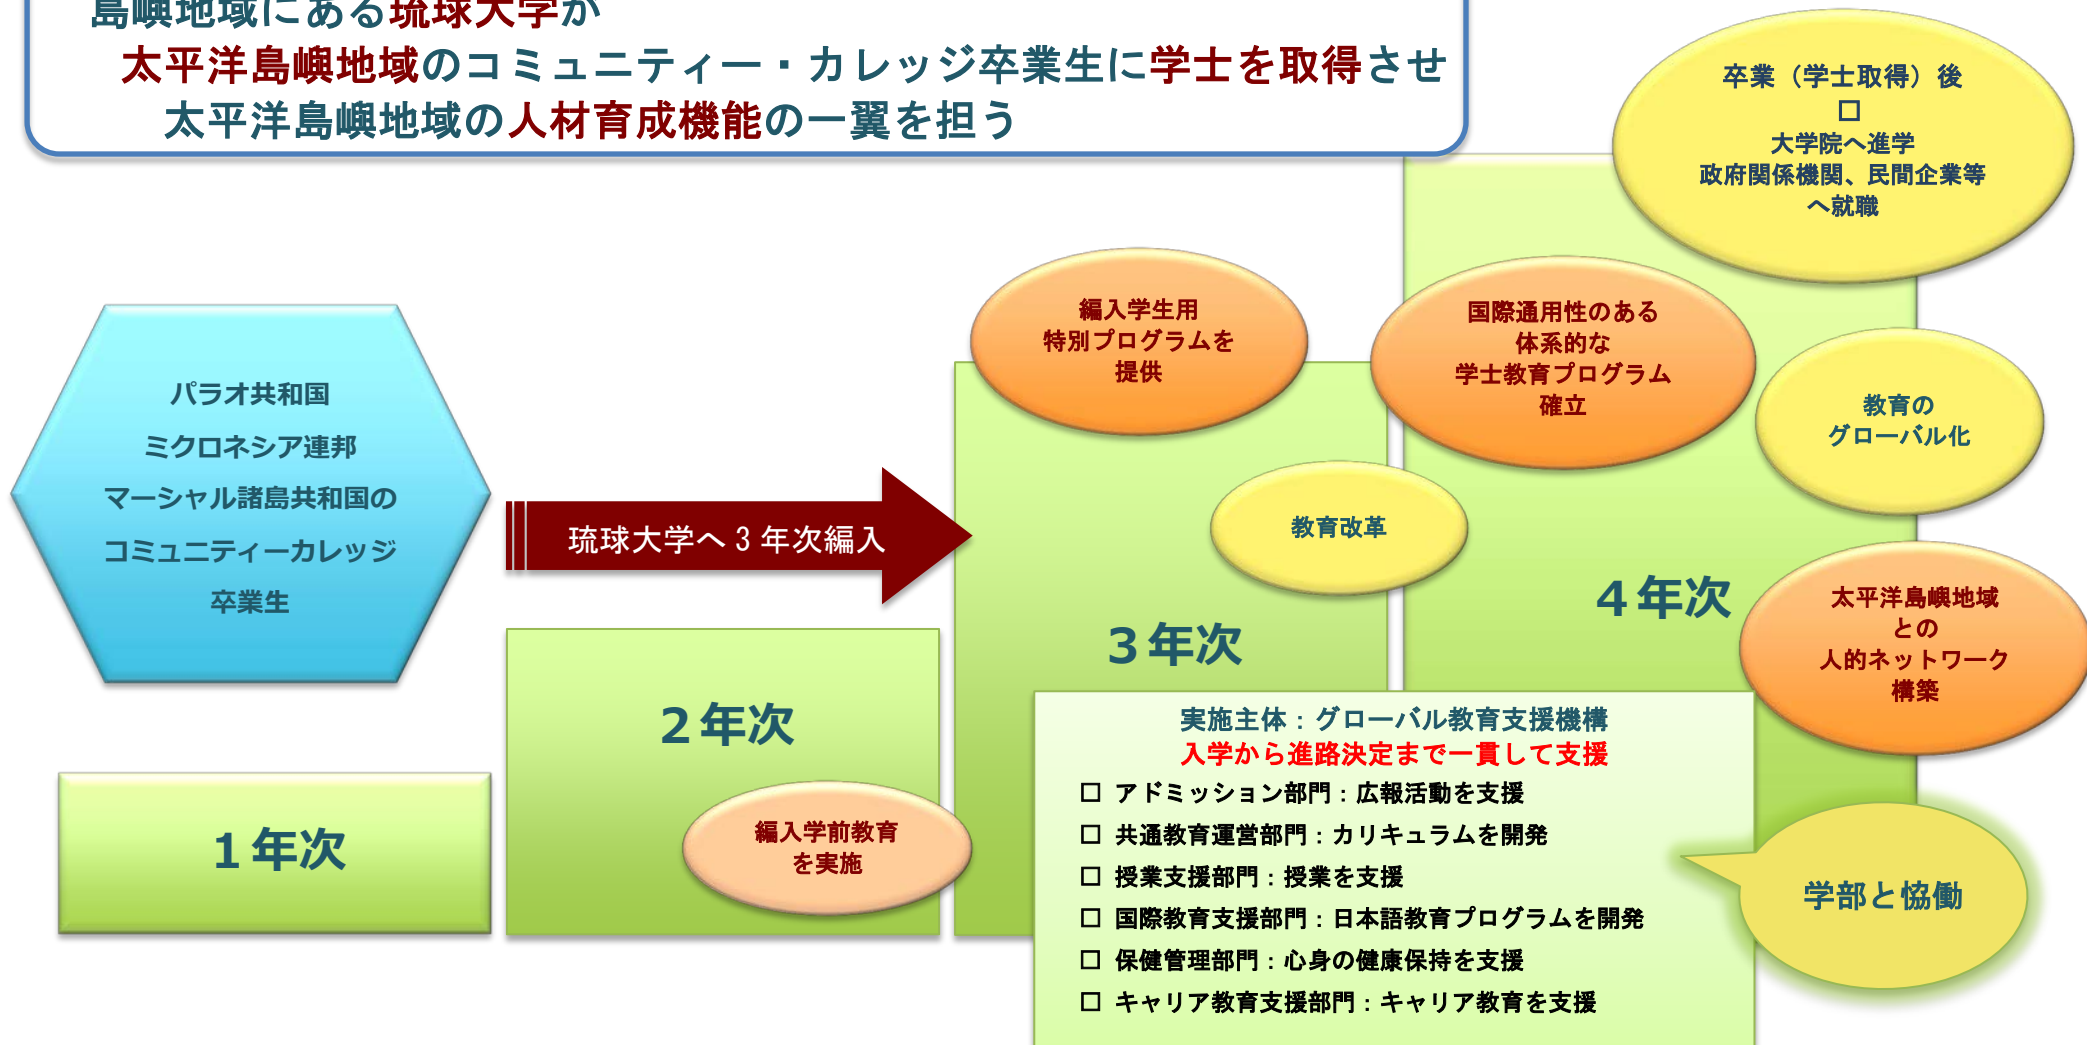 島嶼地域にある琉球大学が
太平洋島嶼地域のコミュニティー・カレッジ卒業生に学士を取得させ
太平洋島嶼地域の人材育成機能の一翼を担う
卒業（学士取得）後
□
大学院へ進学
政府関係機関、民間企業等
へ就職
編入学生用
特別プログラムを
提供
国際通用性のある
体系的な
学士教育プログラム
確立
教育の
グローバル化
パラオ共和国
ミクロネシア連邦
マーシャル諸島共和国の
コミュニティーカレッジ
卒業生
琉球大学へ３年次編入
教育改革
４年次
太平洋島嶼地域
との
人的ネットワーク
構築
３年次
２年次
編入学前教育
を実施
１年次
実施主体：グローバル教育支援機構
入学から進路決定まで一貫して支援
□ アドミッション部門：広報活動を支援
□ 共通教育運営部門：カリキュラムを開発
□ 授業支援部門：授業を支援
□ 国際教育支援部門：日本語教育プログラムを開発
□ 保健管理部門：心身の健康保持を支援
□ キャリア教育支援部門：キャリア教育を支援
学部と恊働